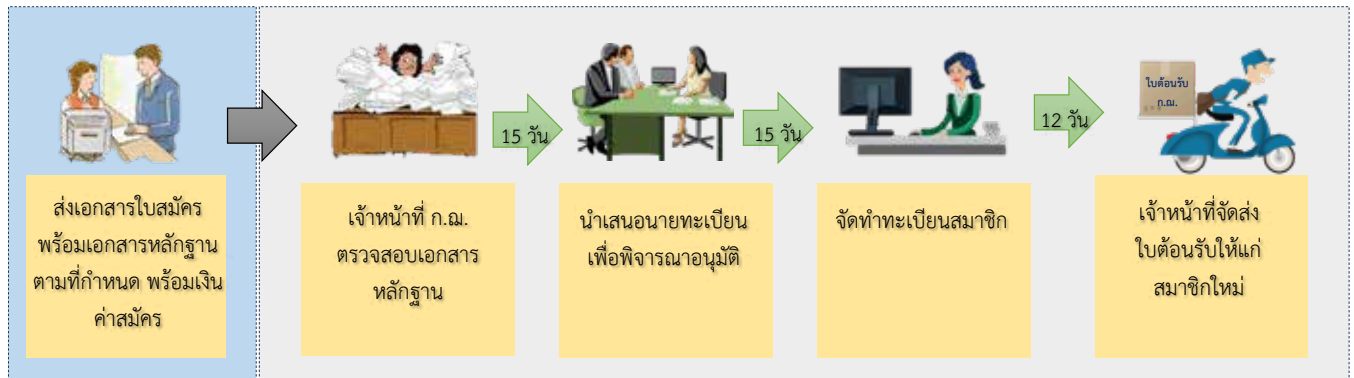 ใบต้อนรับ
ก.ฌ.
15 วัน
15 วัน
12 วัน
ส่งเอกสารใบสมัคร
พร้อมเอกสารหลักฐาน
ตามที่กำหนด พร้อมเงิน
ค่าสมัคร
เจ้าหน้าที่ ก.ฌ.
ตรวจสอบเอกสาร
หลักฐาน
นำเสนอนายทะเบียน
เพื่อพิจารณาอนุมัติ
จัดทำทะเบียนสมาชิก
เจ้าหน้าที่จัดส่ง
ใบต้อนรับให้แก่
สมาชิกใหม่